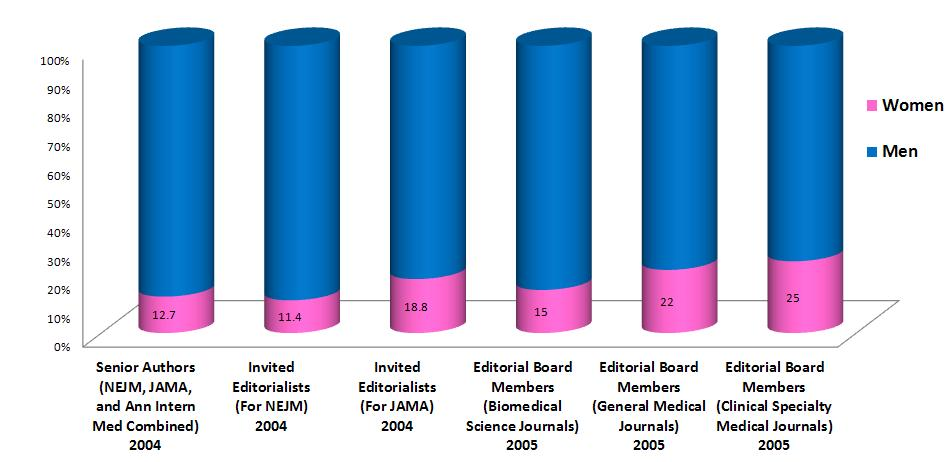 100%
90%
80%
70%
60%
50%
40%
30%
20%
10%
0%
12.7
11.4
18.8
15
22
25
Women
Men
Senior Authors
(NEJM, JAMA,
and Ann Intern
Med Combined)
2004
Invited
Editorialists
(For NEJM)
2004
Invited
Editorialists
(For JAMA)
2004
Editorial Board
Members
(Biomedical
Science Journals)
2005
Editorial Board
Members
(General Medical
Journals)
2005
Editorial Board
Members
(Clinical Specialty
Medical Journals)
2005